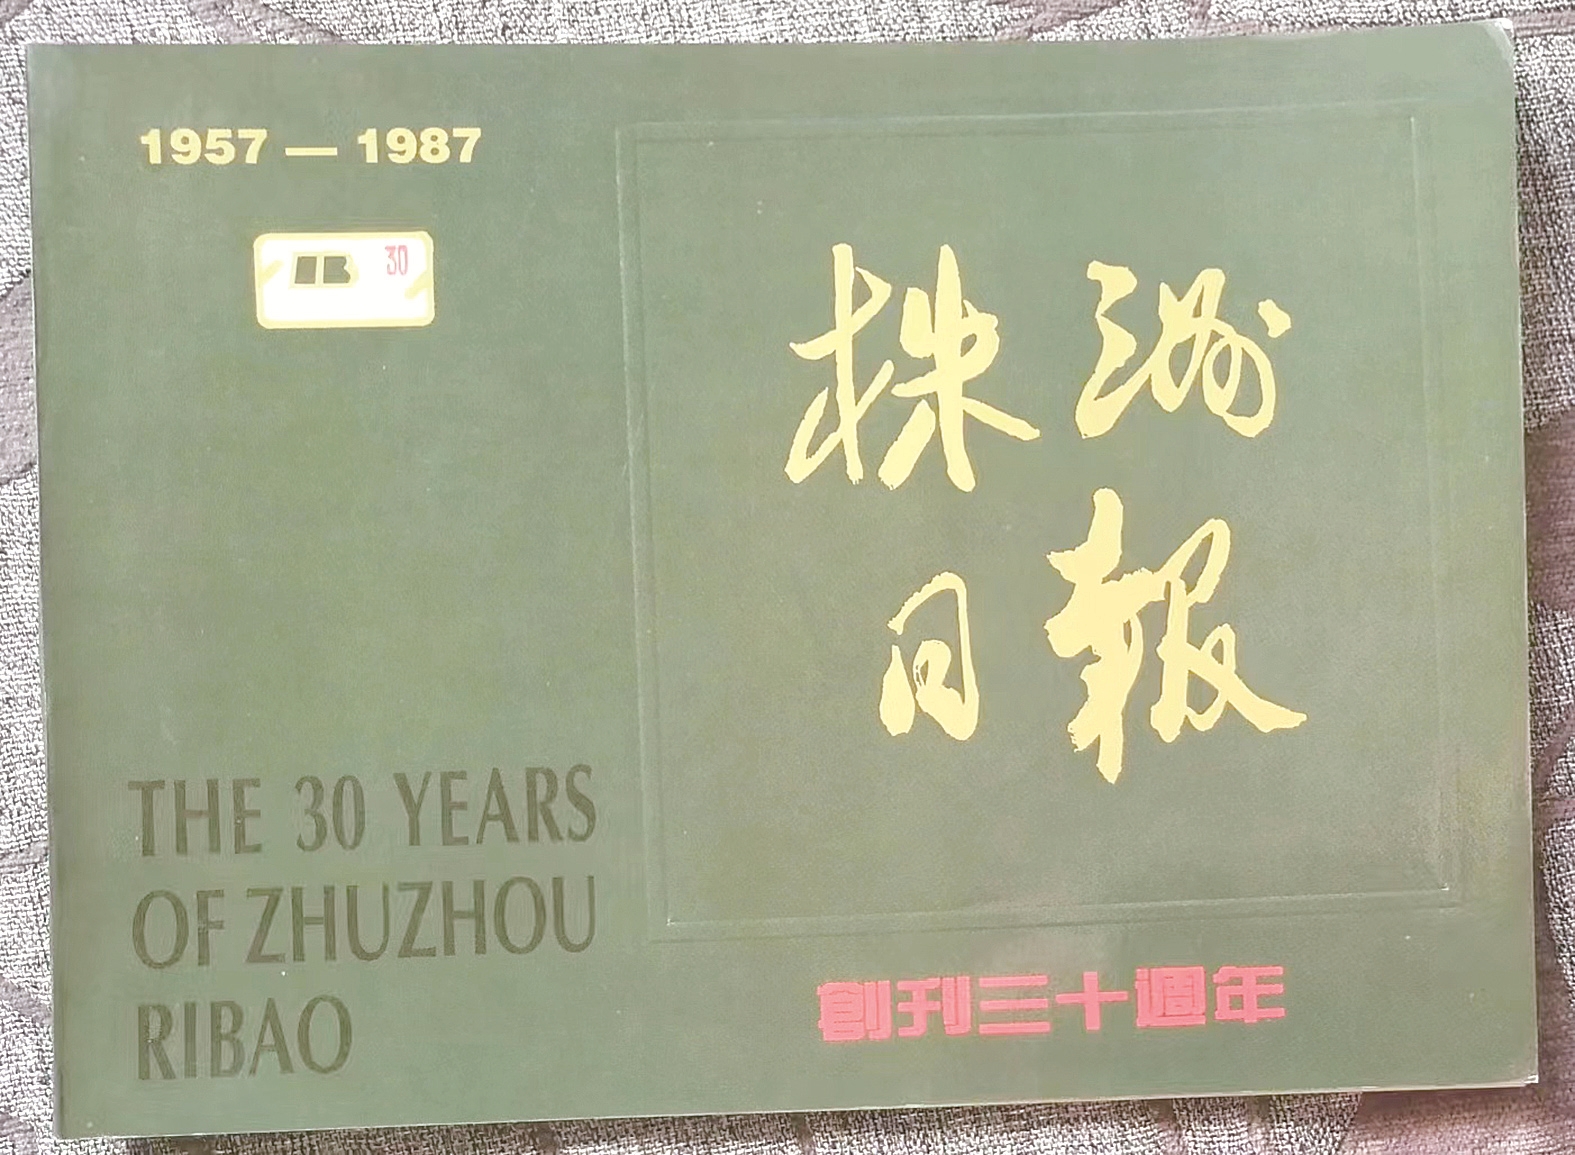 1957 — 1987
30
株洲
日報
THE 30 YEARS
OF ZHUZHOU
RIBAO
創刊三十週年